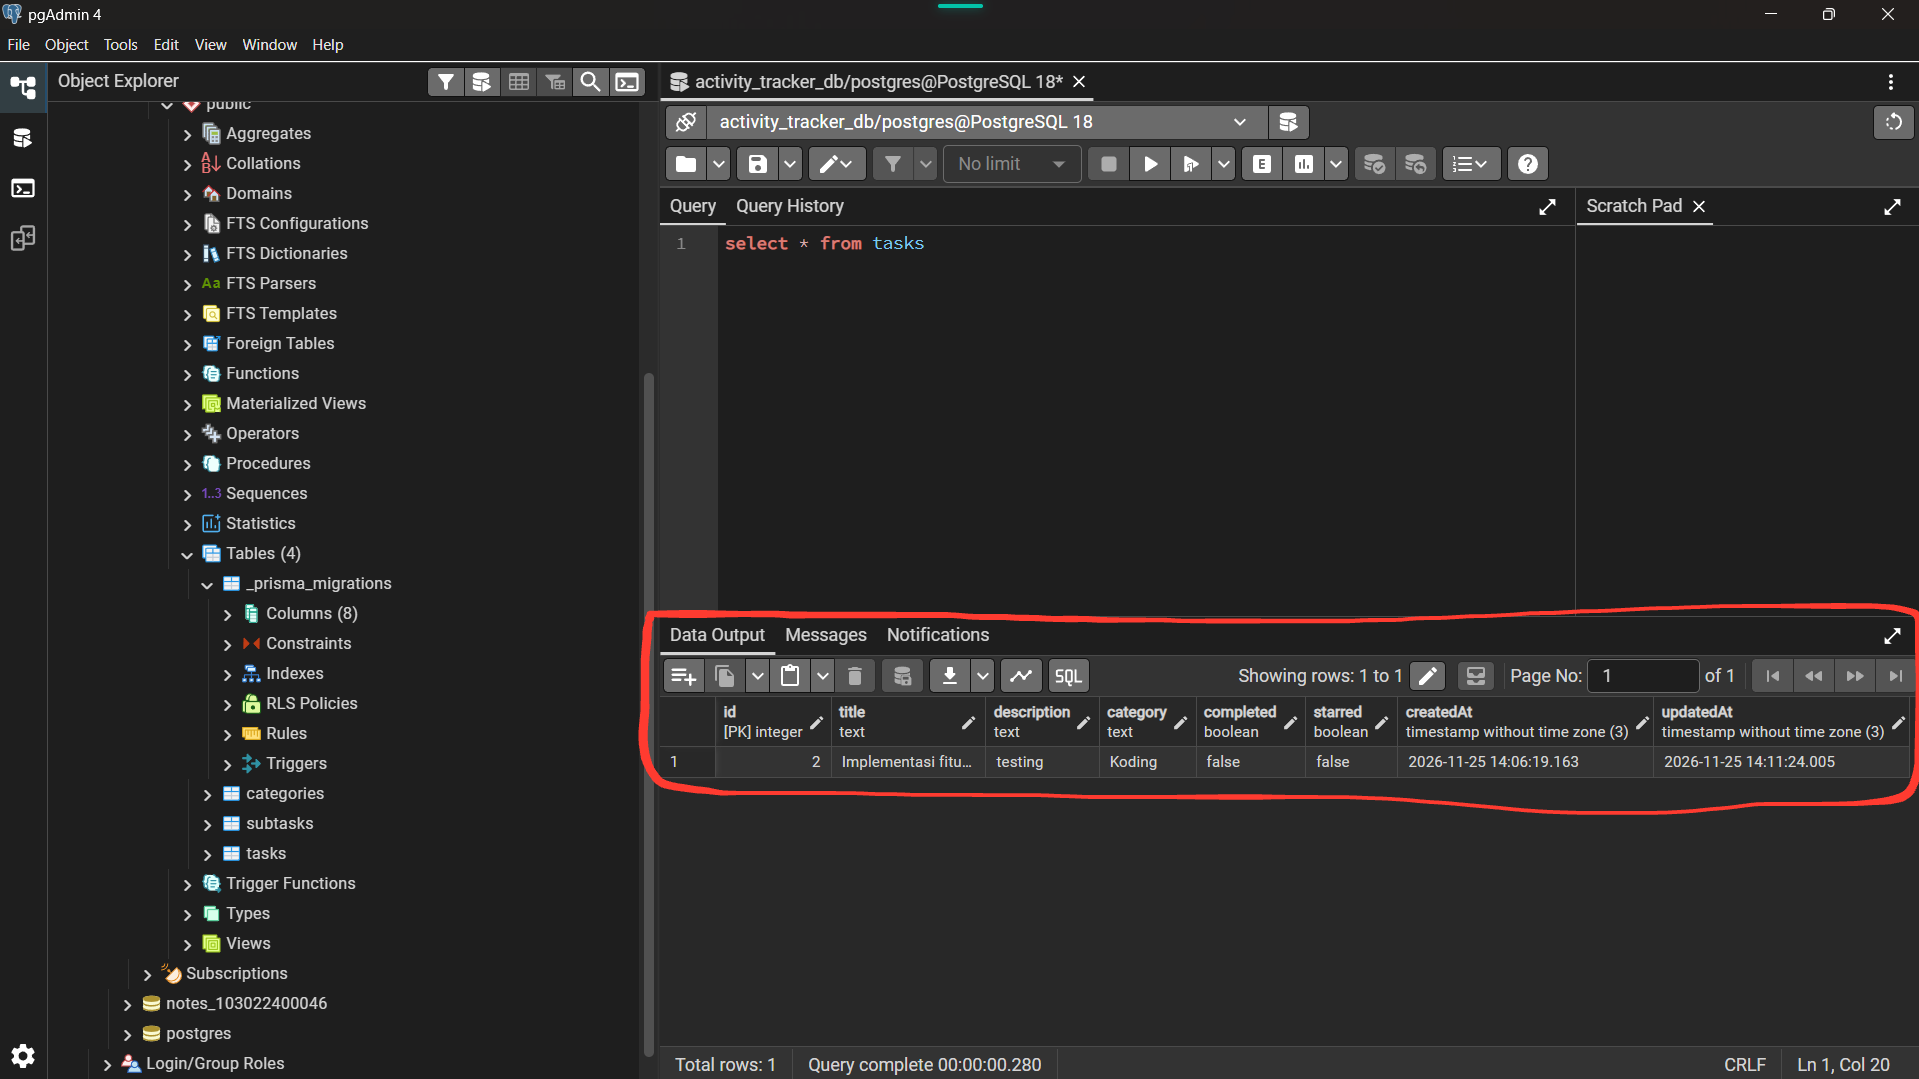 pgAdmin 4
File Object Tools Edit View Window Help
Object Explorer
public
Aggregates
Collations
Domains
FTS Configurations
FTS Dictionaries
Aa FTS Parsers
FTS Templates
Foreign Tables
Functions
Materialized Views
Operators
Procedures
1..3 Sequences
Statistics
Tables (4)
_prisma_migrations
Columns (8)
Constraints
Indexes
RLS Policies
Rules
Triggers
categories
subtasks
tasks
Trigger Functions
Types
Views
Subscriptions
notes_103022400046
postgres
Login/Group Roles
activity_tracker_db/postgres@PostgreSQL 18*
activity_tracker_db/postgres@PostgreSQL 18
No limit E
Query Query History
Scratch Pad
1 select * from tasks
Data Output Messages Notifications
SQL Showing rows: 1 to 1 Page No: 1 of 1
id title description category completed starred createdAt updatedAt
[PK] integer text text text boolean boolean timestamp without time zone (3) timestamp without time zone (3)
1 2 Implementasi fitu... testing Koding false false 2026-11-25 14:06:19.163 2026-11-25 14:11:24.005
Total rows: 1 Query complete 00:00:00.280 CRLF Ln 1, Col 20